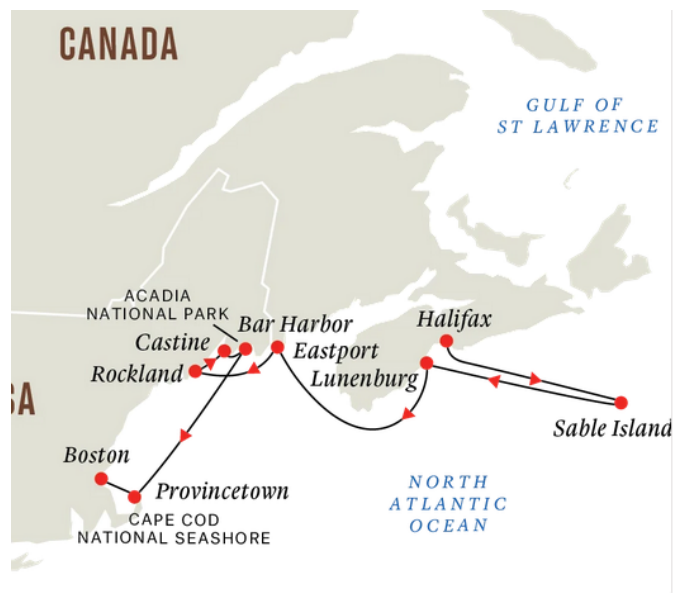 CANADA
GULF OF
ST LAWRENCE
ACADIA
NATIONAL PARK
Bar Harbor
Halifax
Castine
Eastport
Rockland
Lunenburg
SA
Sable Island
Boston
Provincetown
NORTH
ATLANTIC
OCEAN
CAPE COD
NATIONAL SEASHORE